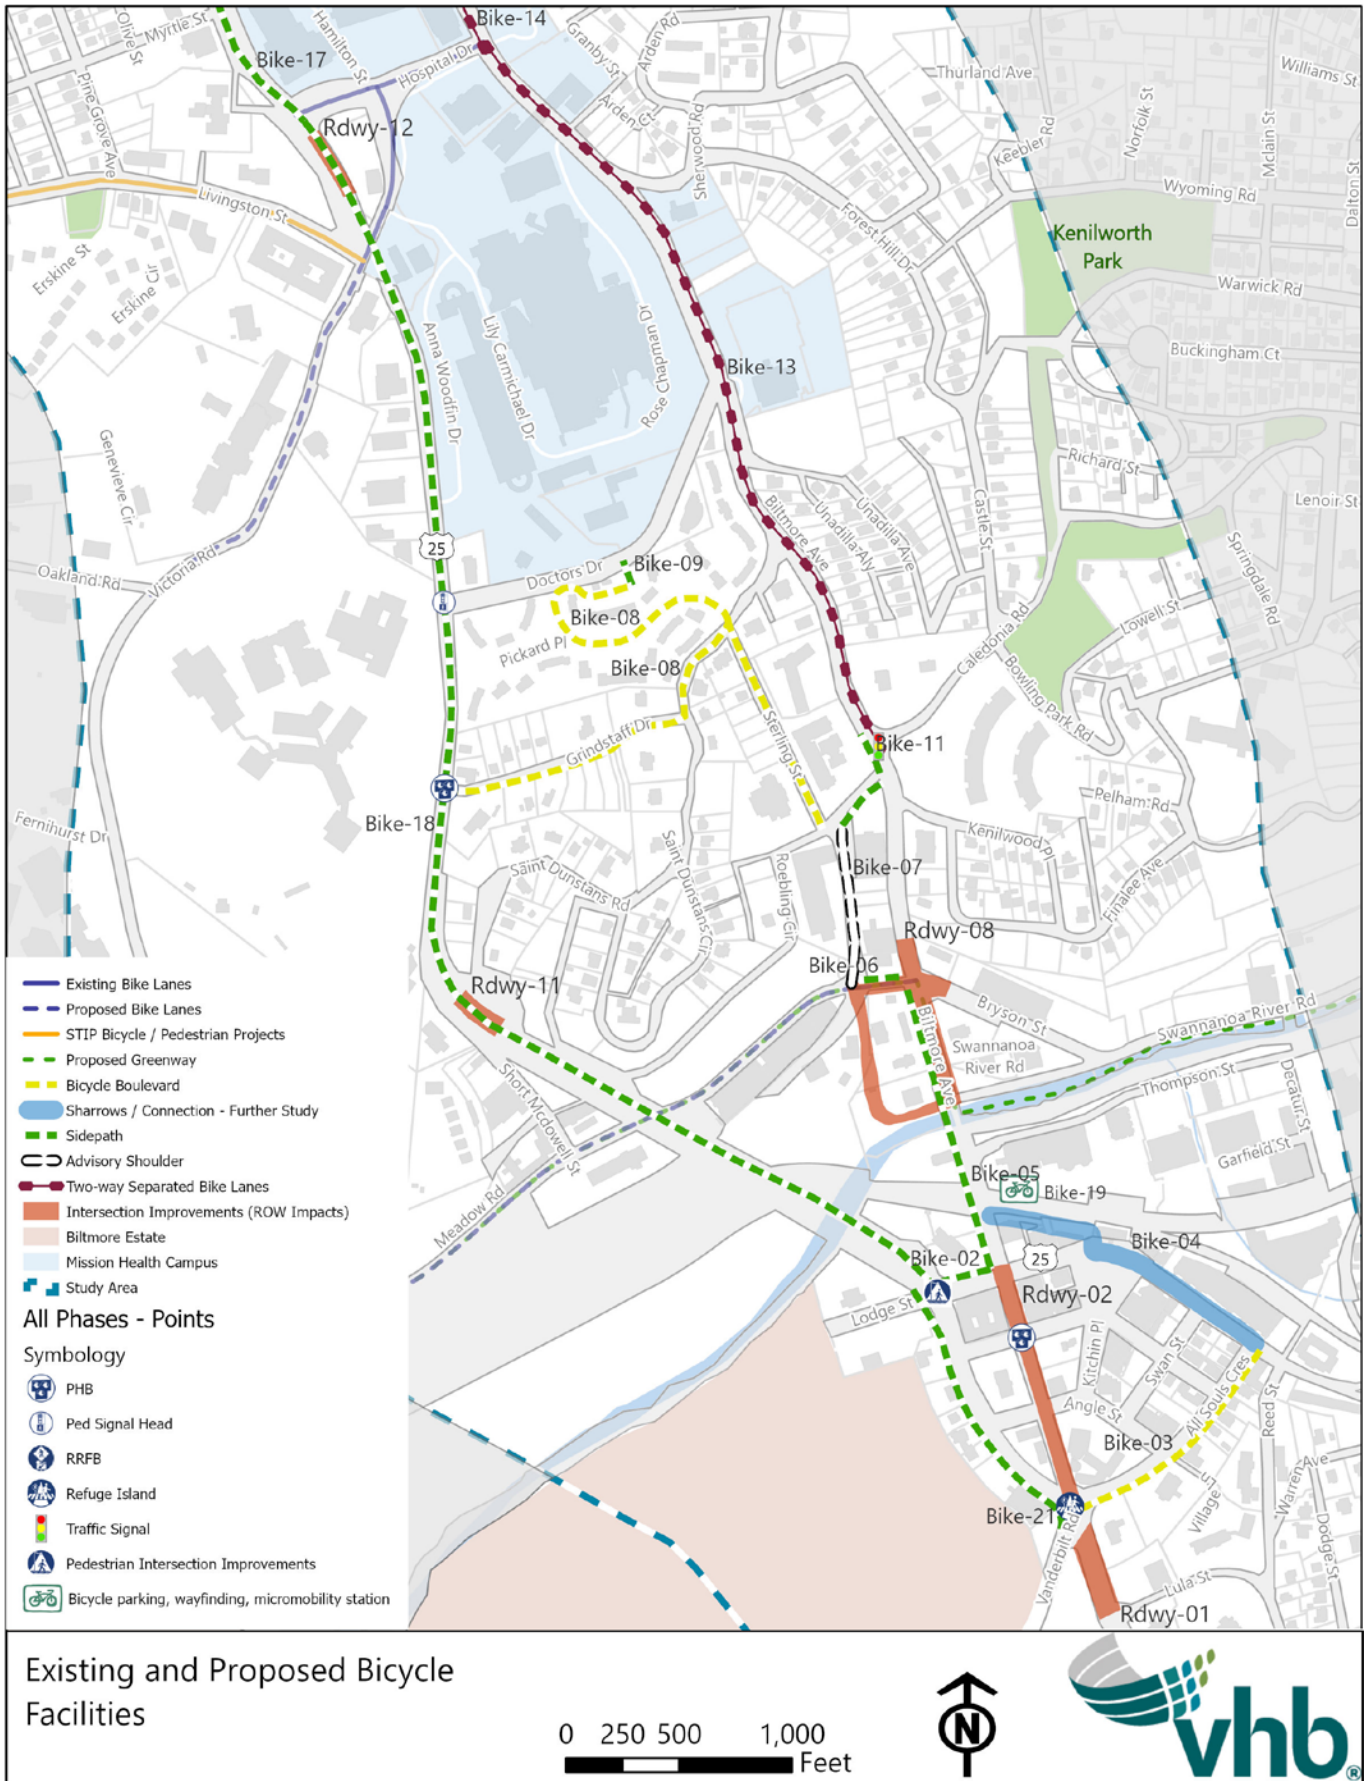 Bike-14
Myrtle St
Olive St
Hamilton St
Granby St
Arden Rd
Bike-17
Hospital Dr
Thurland Ave
Williams St
Pine Grove Ave
Arden Ct
Sherwood Rd
Norfolk St
Mclain St
Rdwy-12
Keebler Rd
Dalton St
Livingston St
Wyoming Rd
Forest Hill Dr
Kenilworth
Park
Erskine St
Erskine Cir
Warwick Rd
Anna Woodfin Dr
Lily Carmichael Dr
Rose Chapman Dr
Buckingham Ct
Bike-13
Genevieve Cir
Richard St
Castle St
Lenoir St
Biltmore Ave
Unadilla Aly
Unadilla Ave
25
Springdale Rd
Oakland Rd
Victoria Rd
Doctors Dr
Bike-09
Bike-08
Lowell St
Caledonia Rd
Pickard Pl
Bike-08
Bowling Park Rd
Grindstaff Dr
Sterling St
Bike-11
Pelham Rd
Fernihurst Dr
Bike-18
Kenilwood Pl
Saint Dunstans Rd
Saint Dunstans Cir
Roebling Cir
Bike-07
Finalee Ave
Rdwy-08
Bike-06
Rdwy-11
Bryson St
Biltmore Ave
Swannanoa
River Rd
Swannanoa River Rd
Thompson St
Decatur St
Short Mcdowell St
Garfield St
Meadow Rd
Bike-05
Bike-19
Bike-04
Bike-02
25
Lodge St
Rdwy-02
Kitchin Pl
Swan St
All Souls Cres
Reed St
Angle St
Bike-03
Warren Ave
Village Ln
Bike-21
Dodge St
Vanderbilt Rd
Lula St
Rdwy-01
Existing Bike Lanes
Proposed Bike Lanes
STIP Bicycle / Pedestrian Projects
Proposed Greenway
Bicycle Boulevard
Sharrows / Connection - Further Study
Sidepath
Advisory Shoulder
Two-way Separated Bike Lanes
Intersection Improvements (ROW Impacts)
Biltmore Estate
Mission Health Campus
Study Area
All Phases - Points
Symbology
PHB
Ped Signal Head
RRFB
Refuge Island
Traffic Signal
Pedestrian Intersection Improvements
Bicycle parking, wayfinding, micromobility station
Existing and Proposed Bicycle
Facilities
0 250 500 1,000
Feet
N
vhb®